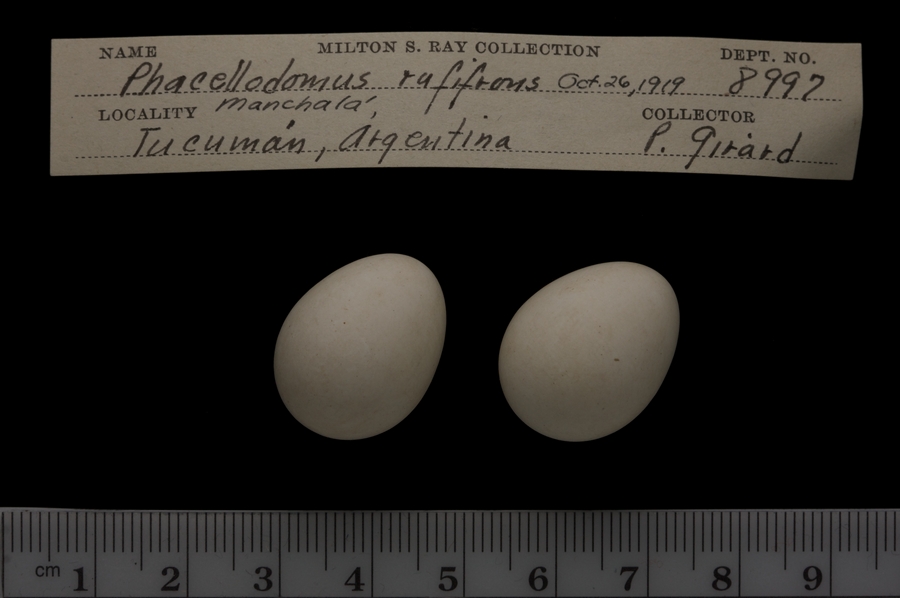 MILTON S. RAY COLLECTION
NAME Phacellodomus rufifrons Oct. 26, 1919 DEPT. NO. 8997
Manchalá,
LOCALITY Tucumán, Argentina COLLECTOR P. Girard
cm 1 2 3 4 5 6 7 8 9